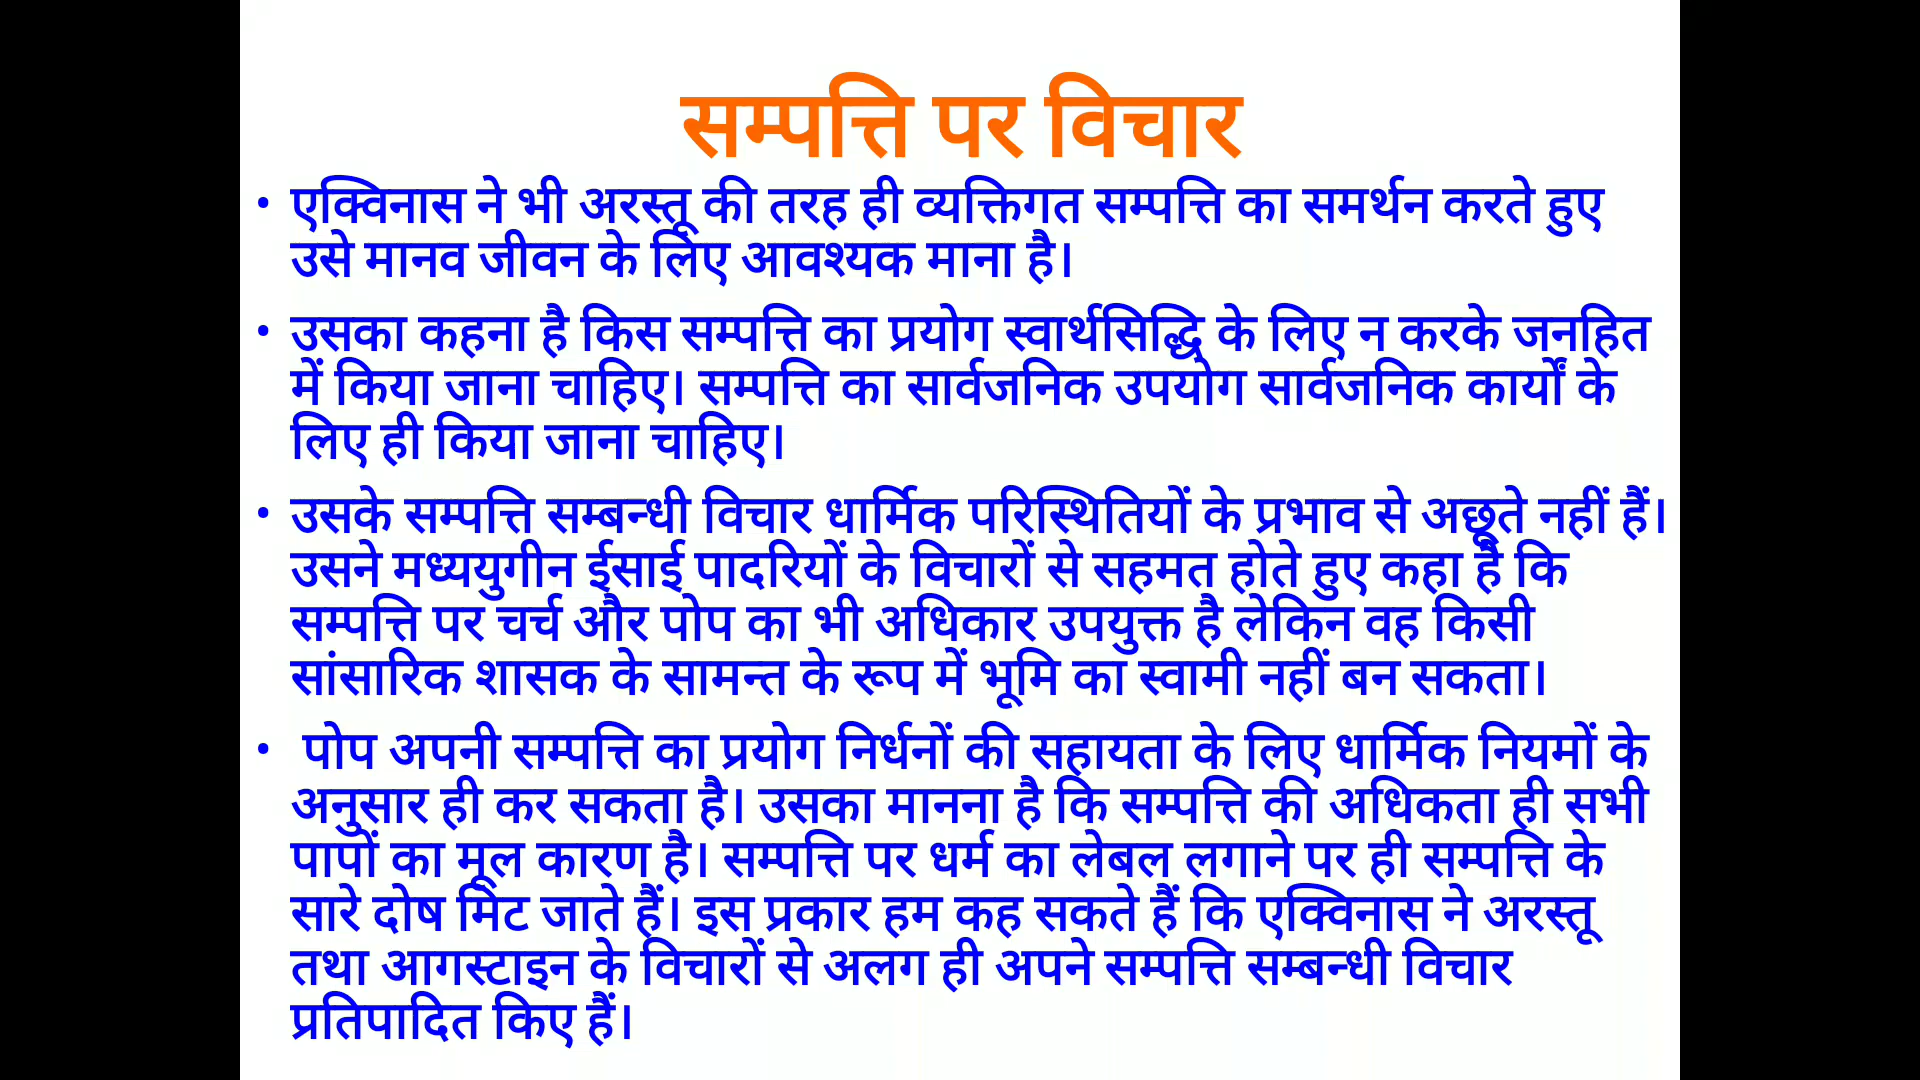 सम्पत्ति पर विचार
• एक्विनास ने भी अरस्तू की तरह ही व्यक्तिगत सम्पत्ति का समर्थन करते हुए
उसे मानव जीवन के लिए आवश्यक माना है।
• उसका कहना है किस सम्पत्ति का प्रयोग स्वार्थसिद्धि के लिए न करके जनहित
में किया जाना चाहिए। सम्पत्ति का सार्वजनिक उपयोग सार्वजनिक कार्यों के
लिए ही किया जाना चाहिए।
• उसके सम्पत्ति सम्बन्धी विचार धार्मिक परिस्थितियों के प्रभाव से अछूते नहीं हैं।
उसने मध्ययुगीन ईसाई पादरियों के विचारों से सहमत होते हुए कहा है कि
सम्पत्ति पर चर्च और पोप का भी अधिकार उपयुक्त है लेकिन वह किसी
सांसारिक शासक के सामन्त के रूप में भूमि का स्वामी नहीं बन सकता।
• पोप अपनी सम्पत्ति का प्रयोग निर्धनों की सहायता के लिए धार्मिक नियमों के
अनुसार ही कर सकता है। उसका मानना है कि सम्पत्ति की अधिकता ही सभी
पापों का मूल कारण है। सम्पत्ति पर धर्म का लेबल लगाने पर ही सम्पत्ति के
सारे दोष मिट जाते हैं। इस प्रकार हम कह सकते हैं कि एक्विनास ने अरस्तू
तथा आगस्टाइन के विचारों से अलग ही अपने सम्पत्ति सम्बन्धी विचार
प्रतिपादित किए हैं।